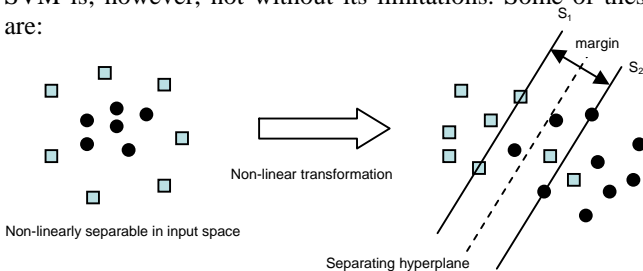 SVM is, however, not without its limitations. Some of these
are:
S1
margin
S2
Non-linear transformation
Non-linearly separable in input space
Separating hyperplane